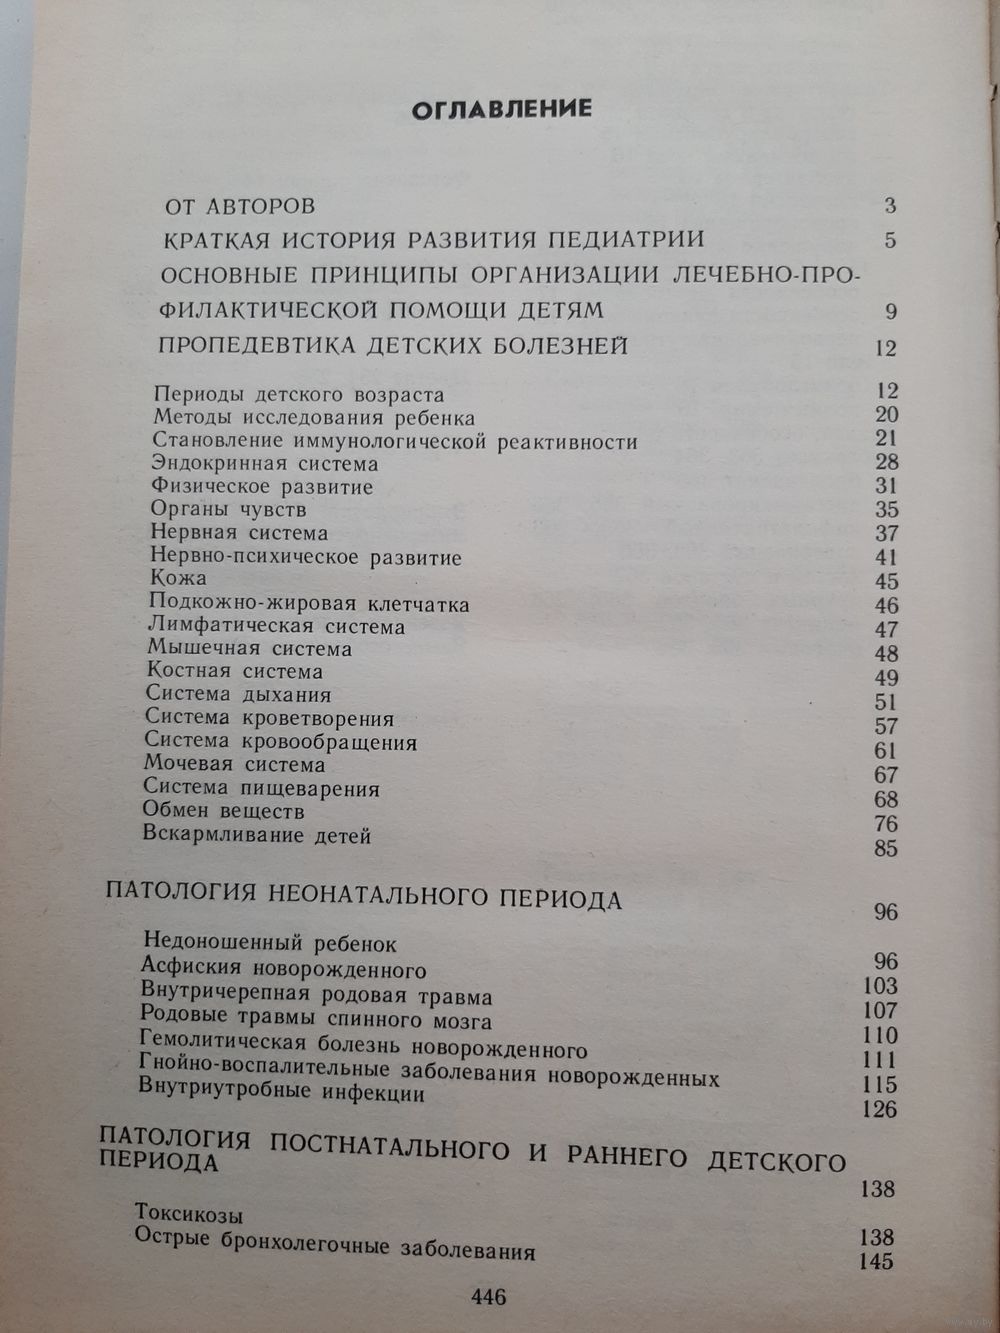 ОГЛАВЛЕНИЕ
ОТ АВТОРОВ 3
КРАТКАЯ ИСТОРИЯ РАЗВИТИЯ ПЕДИАТРИИ 5
ОСНОВНЫЕ ПРИНЦИПЫ ОРГАНИЗАЦИИ ЛЕЧЕБНО-ПРО-
ФИЛАКТИЧЕСКОЙ ПОМОЩИ ДЕТЯМ 9
ПРОПЕДЕВТИКА ДЕТСКИХ БОЛЕЗНЕЙ 12
Периоды детского возраста 12
Методы исследования ребенка 20
Становление иммунологической реактивности 21
Эндокринная система 28
Физическое развитие 31
Органы чувств 35
Нервная система 37
Нервно-психическое развитие 41
Кожа 45
Подкожно-жировая клетчатка 46
Лимфатическая система 47
Мышечная система 48
Костная система 49
Система дыхания 51
Система кроветворения 57
Система кровообращения 61
Мочевая система 67
Система пищеварения 68
Обмен веществ 76
Вскармливание детей 85
ПАТОЛОГИЯ НЕОНАТАЛЬНОГО ПЕРИОДА 96
Недоношенный ребенок 96
Асфиския новорожденного 103
Внутричерепная родовая травма 107
Родовые травмы спинного мозга 110
Гемолитическая болезнь новорожденного 111
Гнойно-воспалительные заболевания новорожденных 115
Внутриутробные инфекции 126
ПАТОЛОГИЯ ПОСТНАТАЛЬНОГО И РАННЕГО ДЕТСКОГО
ПЕРИОДА 138
Токсикозы 138
Острые бронхолегочные заболевания 145
446